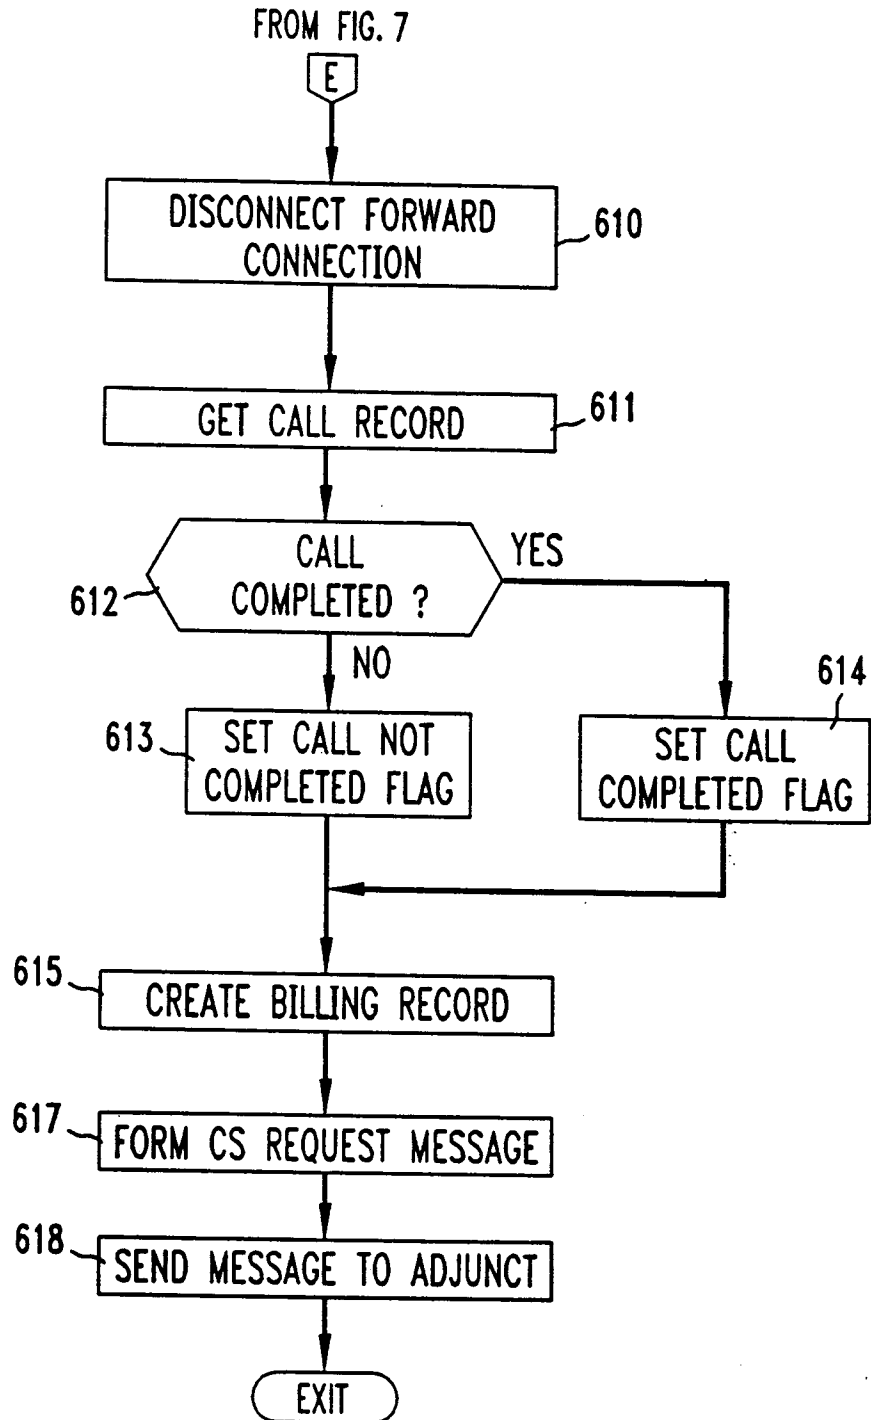 FROM FIG. 7
E
DISCONNECT FORWARD
CONNECTION
610
GET CALL RECORD
611
CALL
COMPLETED ?
612
YES
NO
SET CALL NOT
COMPLETED FLAG
613
SET CALL
COMPLETED FLAG
614
615
CREATE BILLING RECORD
617
FORM CS REQUEST MESSAGE
618
SEND MESSAGE TO ADJUNCT
EXIT